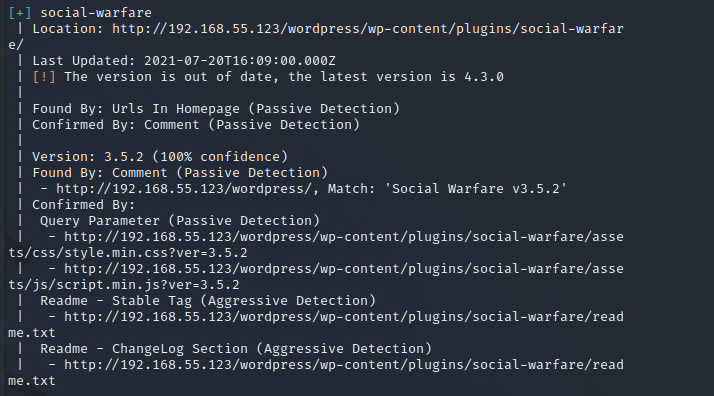 [+] social-warfare
 | Location: http://192.168.55.123/wordpress/wp-content/plugins/social-warfar
e/
 | Last Updated: 2021-07-20T16:09:00.000Z
 | [!] The version is out of date, the latest version is 4.3.0
 |
 | Found By: Urls In Homepage (Passive Detection)
 | Confirmed By: Comment (Passive Detection)
 |
 | Version: 3.5.2 (100% confidence)
 | Found By: Comment (Passive Detection)
 |  - http://192.168.55.123/wordpress/, Match: 'Social Warfare v3.5.2'
 | Confirmed By:
 |  Query Parameter (Passive Detection)
 |   - http://192.168.55.123/wordpress/wp-content/plugins/social-warfare/asse
ts/css/style.min.css?ver=3.5.2
 |   - http://192.168.55.123/wordpress/wp-content/plugins/social-warfare/asse
ts/js/script.min.js?ver=3.5.2
 |  Readme - Stable Tag (Aggressive Detection)
 |   - http://192.168.55.123/wordpress/wp-content/plugins/social-warfare/read
me.txt
 |  Readme - ChangeLog Section (Aggressive Detection)
 |   - http://192.168.55.123/wordpress/wp-content/plugins/social-warfare/read
me.txt